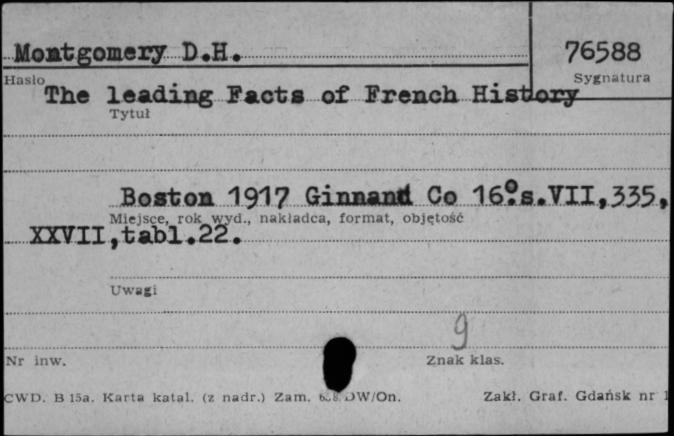 Montgomery D.H.
76588
Hasło
Sygnatura
The leading Facts of French History
Tytuł
Boston 1917 Ginnand Co 16°.s.VII,335,
Miejsce, rok wyd., nakładca, format, objętość
XXVII,tabl.22.
Uwagi
9
Nr inw.
Znak klas.
CWD. B 15a. Karta katal. (z nadr.) Zam. DW/On.
Zakł. Graf. Gdańsk nr 1